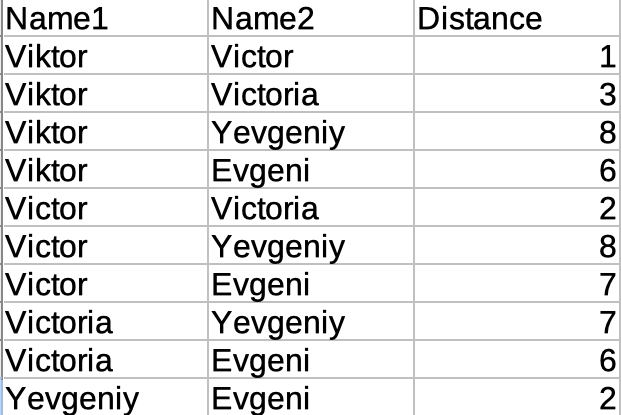 Name1 Name2 Distance
Viktor Victor 1
Viktor Victoria 3
Viktor Yevgeniy 8
Viktor Evgeni 6
Victor Victoria 2
Victor Yevgeniy 8
Victor Evgeni 7
Victoria Yevgeniy 7
Victoria Evgeni 6
Yevgeniy Evgeni 2